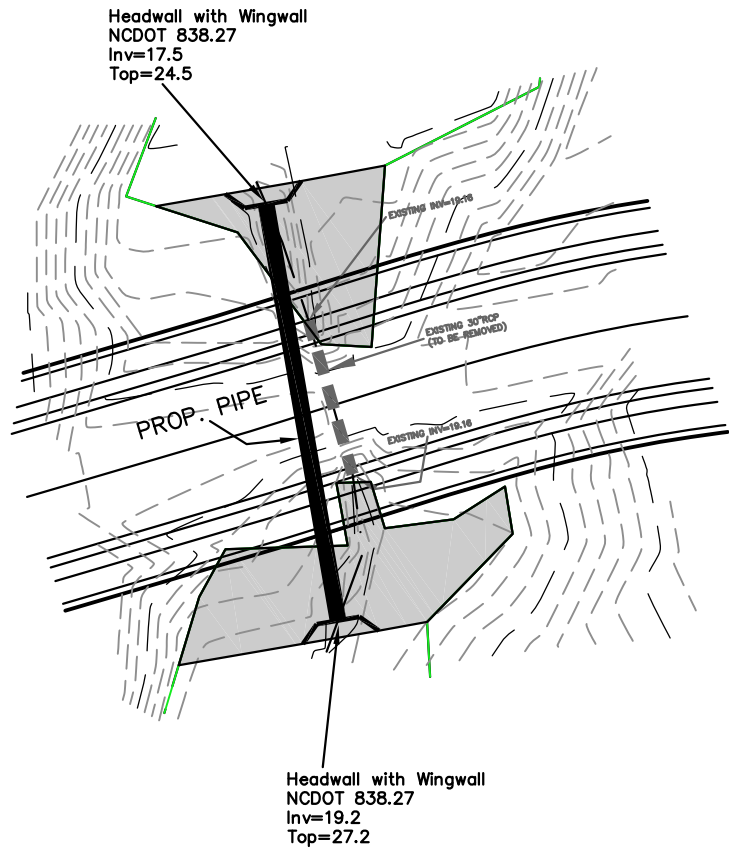 Headwall with Wingwall
NCDOT 838.27
Inv=17.5
Top=24.5
EXISTING INV=19.16
EXISTING 30"RCP
(TO BE REMOVED)
PROP. PIPE
EXISTING INV=19.16
Headwall with Wingwall
NCDOT 838.27
Inv=19.2
Top=27.2